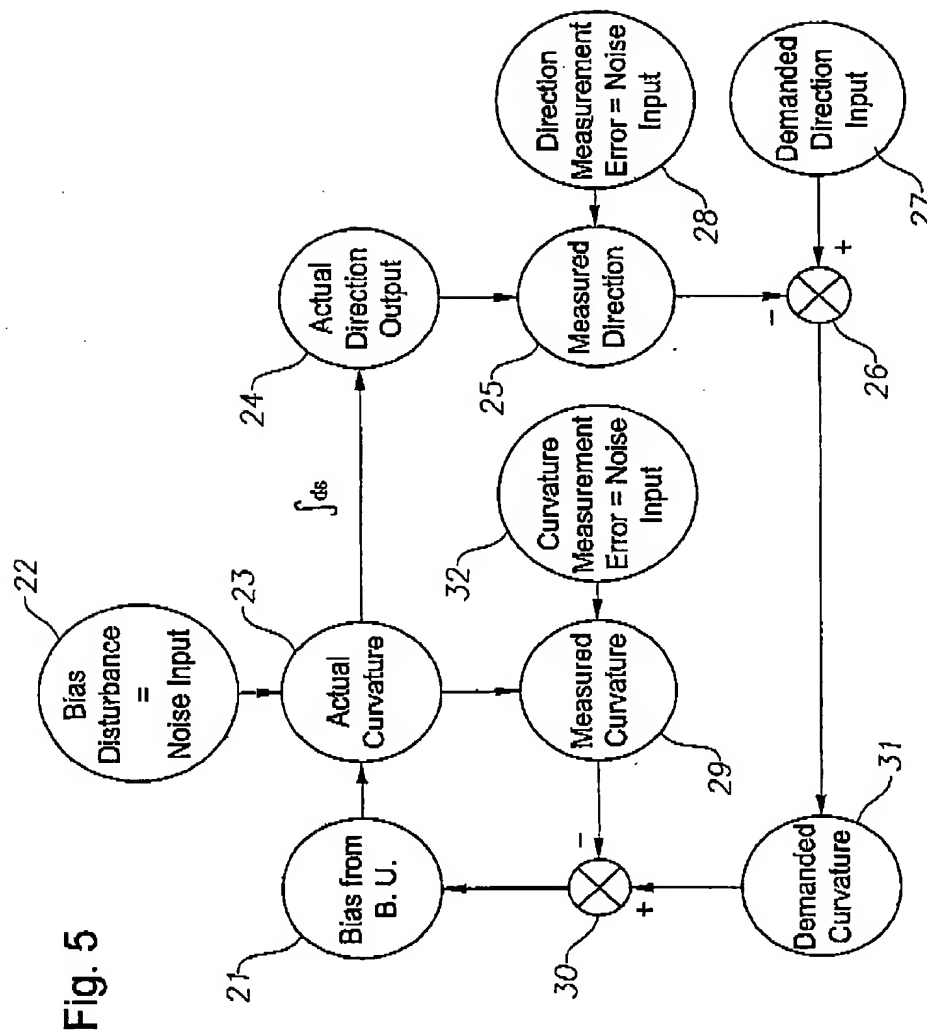 Fig. 5
22
Bias
Disturbance
=
Noise Input
21
Bias from
B. U.
23
Actual
Curvature
∫ds
24
Actual
Direction
Output
29
Measured
Curvature
32
Curvature
Measurement
Error = Noise
Input
25
Measured
Direction
28
Direction
Measurement
Error = Noise
Input
30
-
+
31
Demanded
Curvature
26
-
+
27
Demanded
Direction
Input